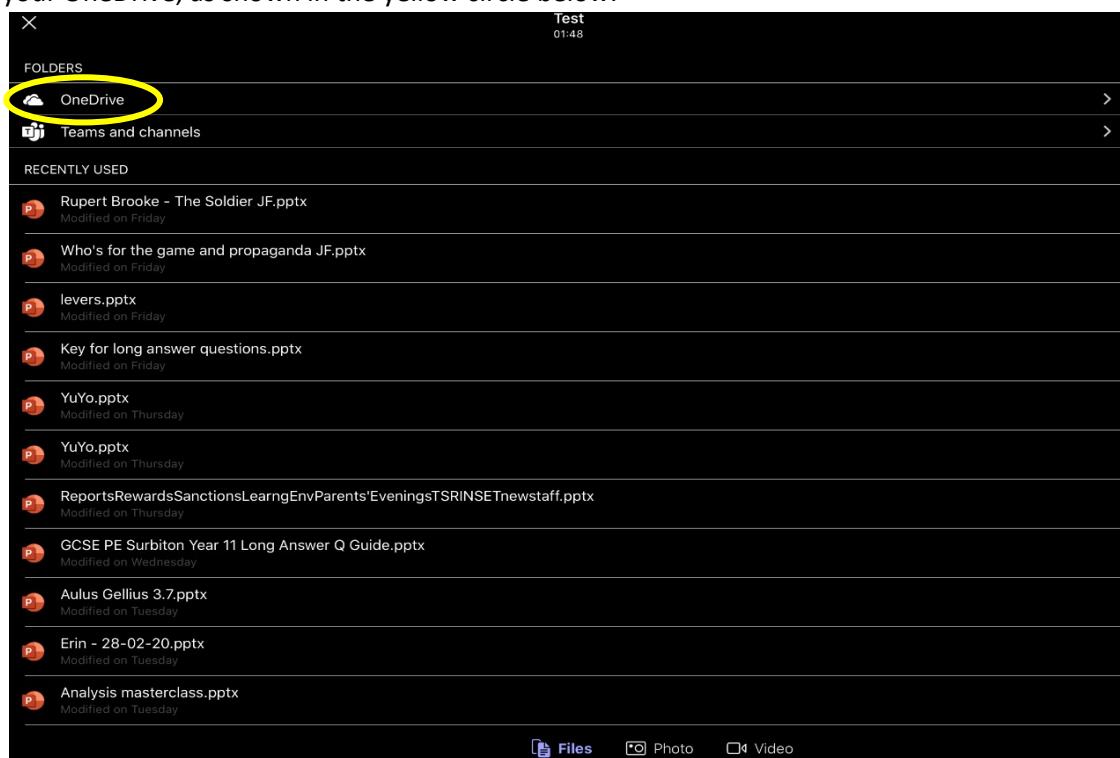 your OneDrive, as shown in the yellow circle below.
Test
01:48
FOLDERS
OneDrive
Teams and channels
RECENTLY USED
Rupert Brooke - The Soldier JF.pptx
Modified on Friday
Who's for the game and propaganda JF.pptx
Modified on Friday
levers.pptx
Modified on Friday
Key for long answer questions.pptx
Modified on Friday
YuYo.pptx
Modified on Thursday
YuYo.pptx
Modified on Thursday
ReportsRewardsSanctionsLearngEnvParents'EveningsTSRINSETnewstaff.pptx
Modified on Thursday
GCSE PE Surbiton Year 11 Long Answer Q Guide.pptx
Modified on Wednesday
Aulus Gellius 3.7.pptx
Modified on Tuesday
Erin - 28-02-20.pptx
Modified on Tuesday
Analysis masterclass.pptx
Modified on Tuesday
Files Photo Video